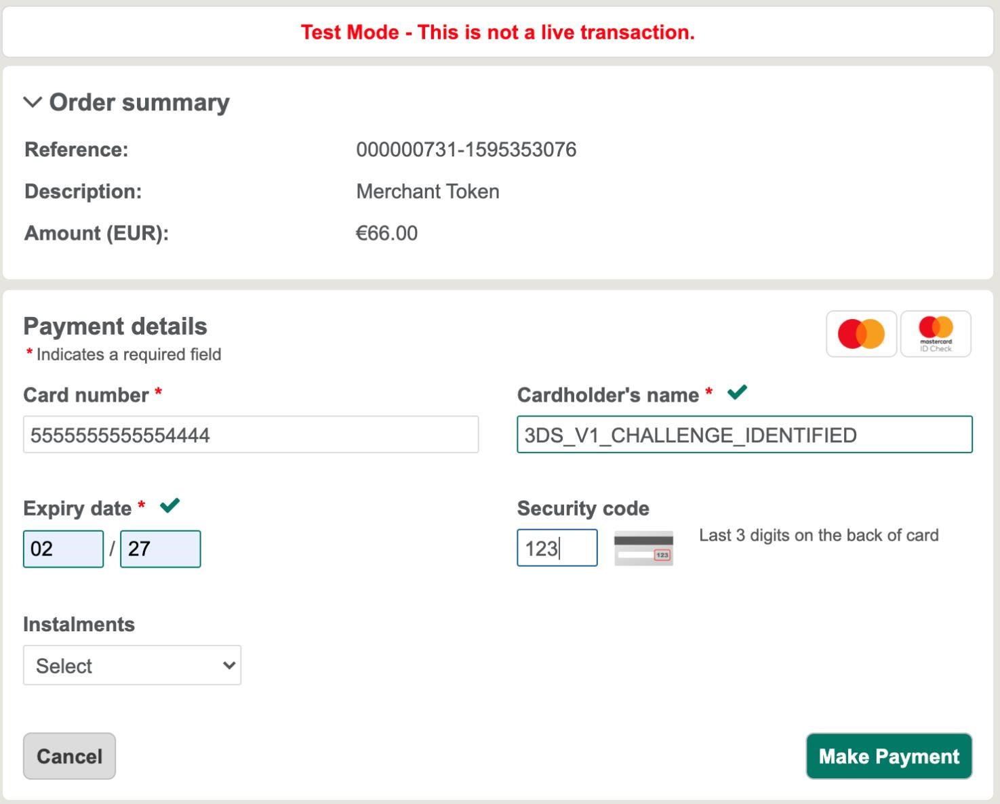 Test Mode - This is not a live transaction.
Order summary
Reference: 000000731-1595353076
Description: Merchant Token
Amount (EUR): €66.00
Payment details
mastercard
ID Check
* Indicates a required field
Card number *
5555555555554444
Cardholder's name *
3DS_V1_CHALLENGE_IDENTIFIED
Expiry date *
02 / 27
Security code
123
123
Last 3 digits on the back of card
Instalments
Select
Cancel
Make Payment